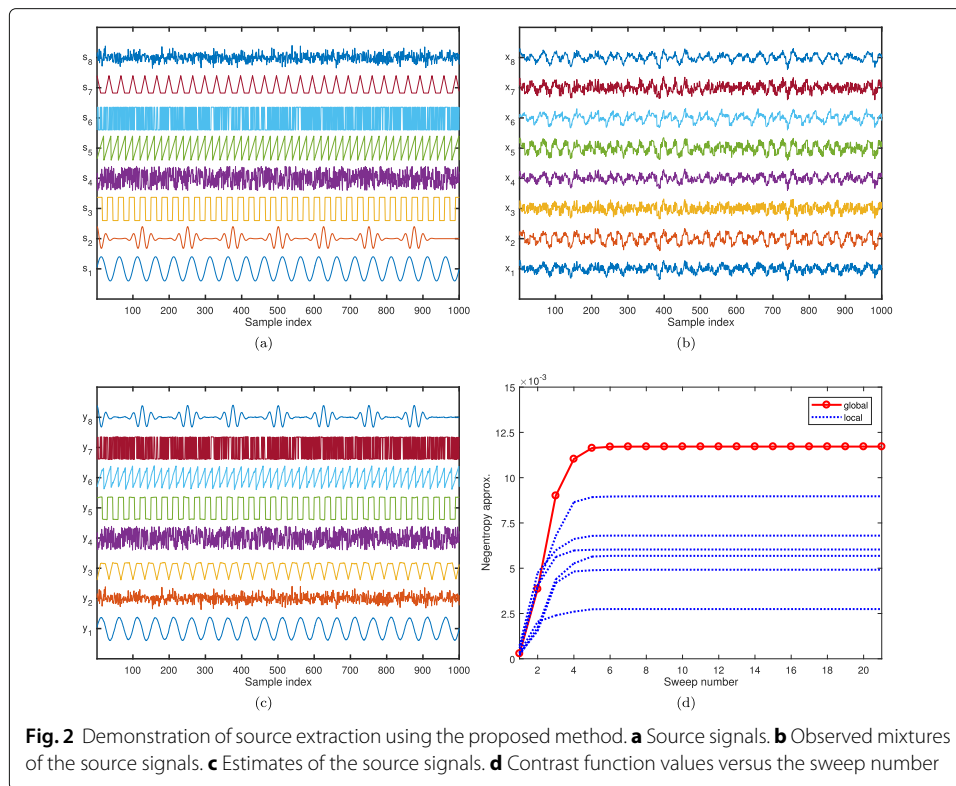 s8
s7
s6
s5
s4
s3
s2
s1
0 100 200 300 400 500 600 700 800 900 1000
Sample index
(a)
x8
x7
x6
x5
x4
x3
x2
x1
0 100 200 300 400 500 600 700 800 900 1000
Sample index
(b)
y8
y7
y6
y5
y4
y3
y2
y1
0 100 200 300 400 500 600 700 800 900 1000
Sample index
(c)
×10^-3
15
12.5
10
7.5
5
2.5
0
Negentropy approx.
global
local
2 4 6 8 10 12 14 16 18 20
Sweep number
(d)
Fig. 2 Demonstration of source extraction using the proposed method. a Source signals. b Observed mixtures
of the source signals. c Estimates of the source signals. d Contrast function values versus the sweep number